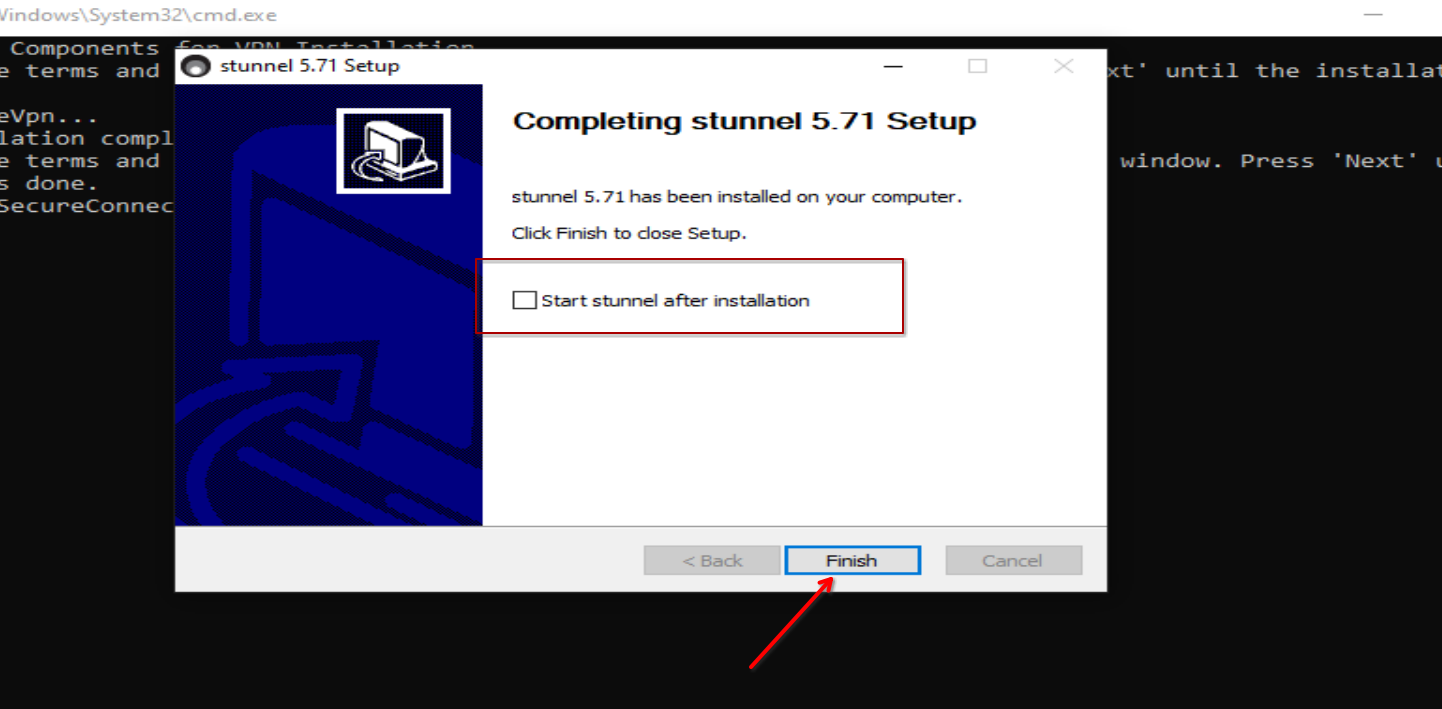 Windows\System32\cmd.exe
Components for VPN Installation
e terms and
xt' until the installat
eVpn...
lation compl
e terms and
window. Press 'Next' u
s done.
SecureConnec
stunnel 5.71 Setup
Completing stunnel 5.71 Setup
stunnel 5.71 has been installed on your computer.
Click Finish to close Setup.
Start stunnel after installation
< Back
Finish
Cancel